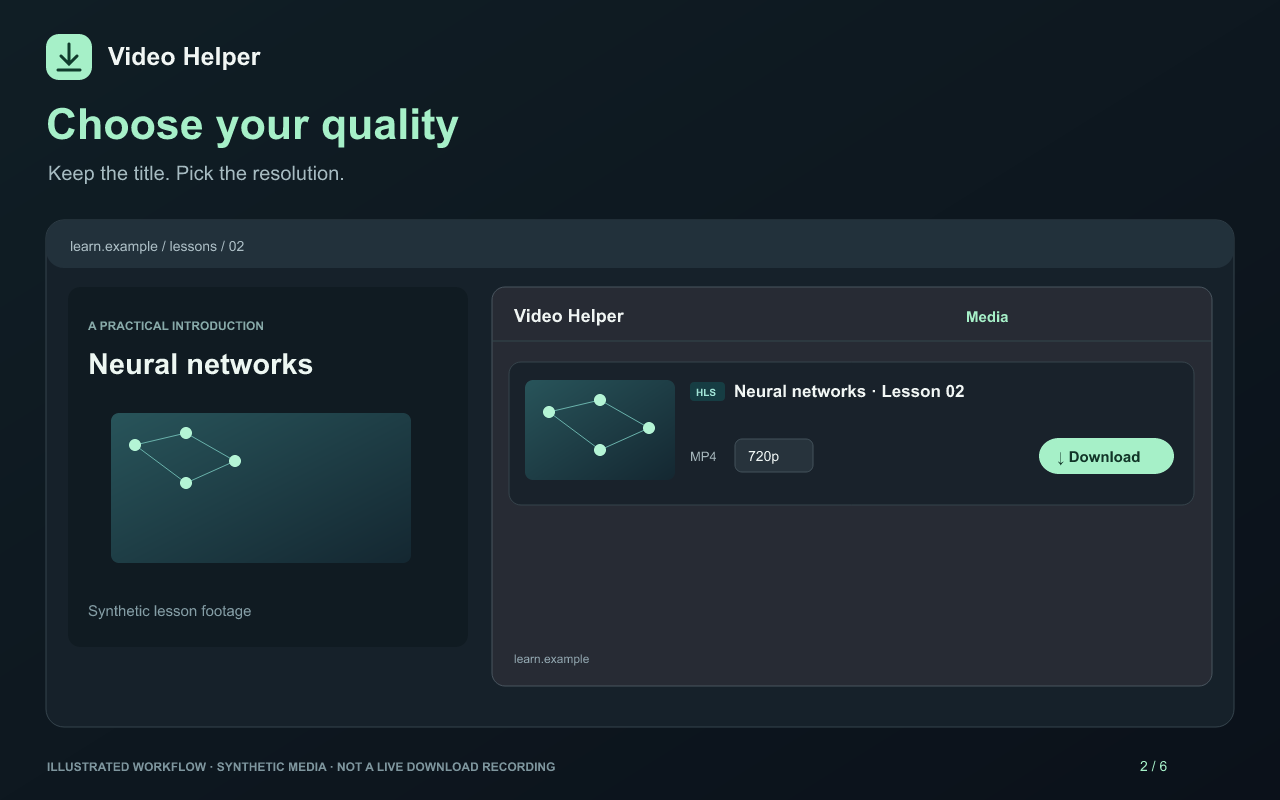 Video Helper
Choose your quality
Keep the title. Pick the resolution.
learn.example / lessons / 02
A PRACTICAL INTRODUCTION
Neural networks
Synthetic lesson footage
Video Helper
Media
HLS
Neural networks · Lesson 02
MP4
720p
↓ Download
learn.example
ILLUSTRATED WORKFLOW · SYNTHETIC MEDIA · NOT A LIVE DOWNLOAD RECORDING
2 / 6